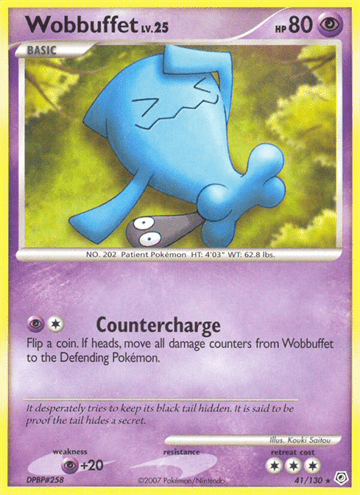 Wobbuffet LV.25 HP 80
BASIC
NO. 202 Patient Pokémon HT: 4'03" WT: 62.8 lbs.
Countercharge
Flip a coin. If heads, move all damage counters from Wobbuffet
to the Defending Pokémon.
It desperately tries to keep its black tail hidden. It is said to be
proof the tail hides a secret.
Illus. Kouki Saitou
weakness resistance retreat cost
+20
DPBP#258 ©2007 Pokémon/Nintendo 41/130 ★